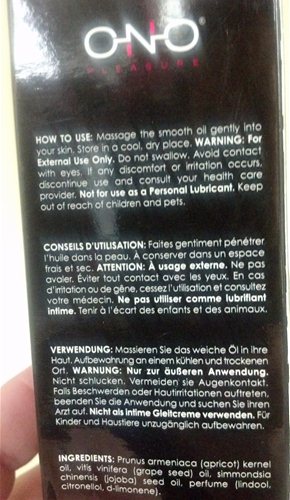 ONO®
PLEASURE
HOW TO USE: Massage the smooth oil gently into
your skin. Store in a cool, dry place. WARNING: For
External Use Only. Do not swallow. Avoid contact
with eyes. If any discomfort or irritation occurs,
discontinue use and consult your health care
provider. Not for use as a Personal Lubricant. Keep
out of reach of children and pets.
CONSEILS D'UTILISATION: Faites gentiment pénétrer
l'huile dans la peau. À conserver dans un espace
frais et sec. ATTENTION: À usage externe. Ne pas
avaler. Éviter tout contact avec les yeux. En cas
d'irritation ou de gêne, cessez l'utilisation et consultez
votre médecin. Ne pas utiliser comme lubrifiant
intime. Tenir à l'écart des enfants et des animaux.
VERWENDUNG: Massieren Sie das weiche Öl in ihre
Haut. Aufbewahrung an einem kühlen und trockenen
Ort. WARNUNG: Nur zur äußeren Anwendung.
Nicht schlucken. Vermeiden sie Augenkontakt.
Falls Beschwerden oder Hautirritationen auftreten,
beenden Sie die Anwendung und suchen Sie ihren
Arzt auf. Nicht als intime Gleitcreme verwenden. Für
Kinder und Haustiere unzugänglich aufbewahren.
INGREDIENTS: Prunus armeniaca (apricot) kernel
oil, vitis vinifera (grape seed) oil, simmondsia
chinensis (jojoba) seed oil, perfume (lindool,
citronellol, d-limonene).